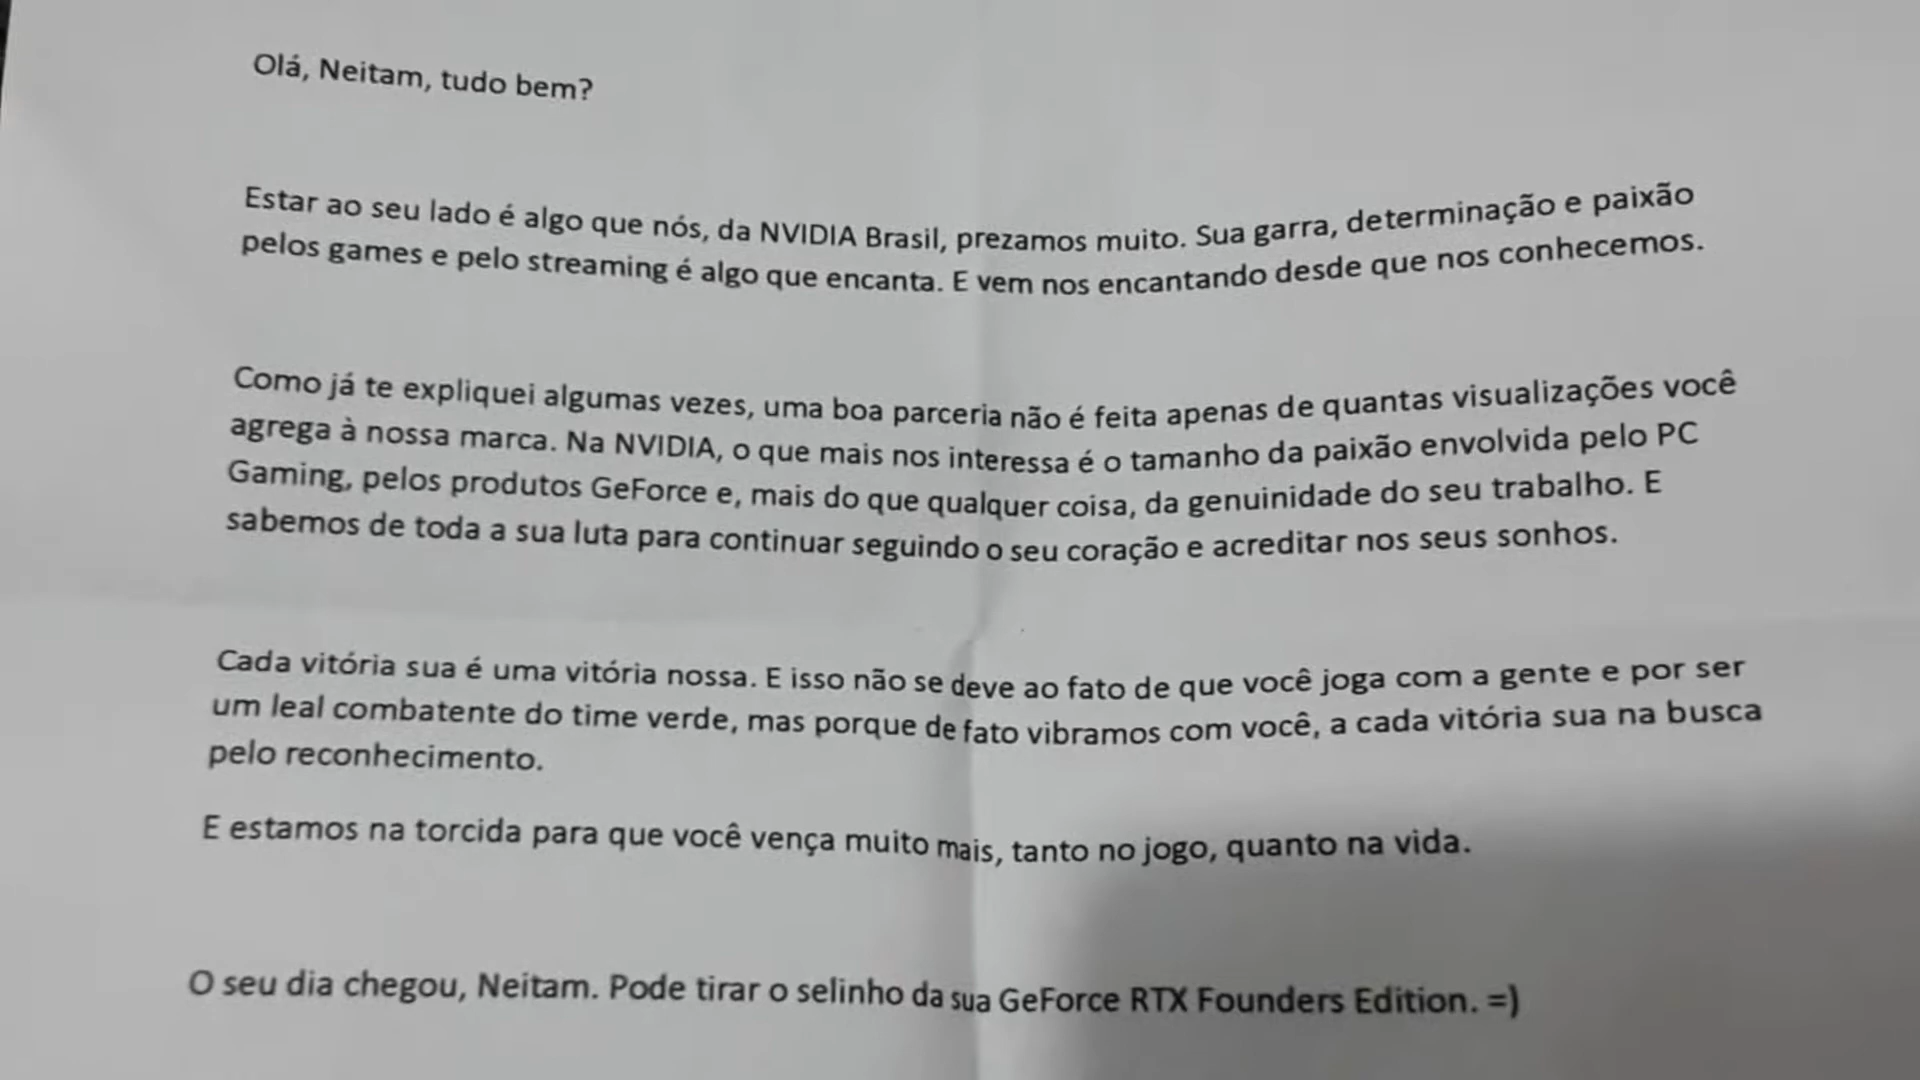 Olá, Neitam, tudo bem?
Estar ao seu lado é algo que nós, da NVIDIA Brasil, prezamos muito. Sua garra, determinação e paixão
pelos games e pelo streaming é algo que encanta. E vem nos encantando desde que nos conhecemos.
Como já te expliquei algumas vezes, uma boa parceria não é feita apenas de quantas visualizações você
agrega à nossa marca. Na NVIDIA, o que mais nos interessa é o tamanho da paixão envolvida pelo PC
Gaming, pelos produtos GeForce e, mais do que qualquer coisa, da genuinidade do seu trabalho. E
sabemos de toda a sua luta para continuar seguindo o seu coração e acreditar nos seus sonhos.
Cada vitória sua é uma vitória nossa. E isso não se deve ao fato de que você joga com a gente e por ser
um leal combatente do time verde, mas porque de fato vibramos com você, a cada vitória sua na busca
pelo reconhecimento.
E estamos na torcida para que você vença muito mais, tanto no jogo, quanto na vida.
O seu dia chegou, Neitam. Pode tirar o selinho da sua GeForce RTX Founders Edition. =)